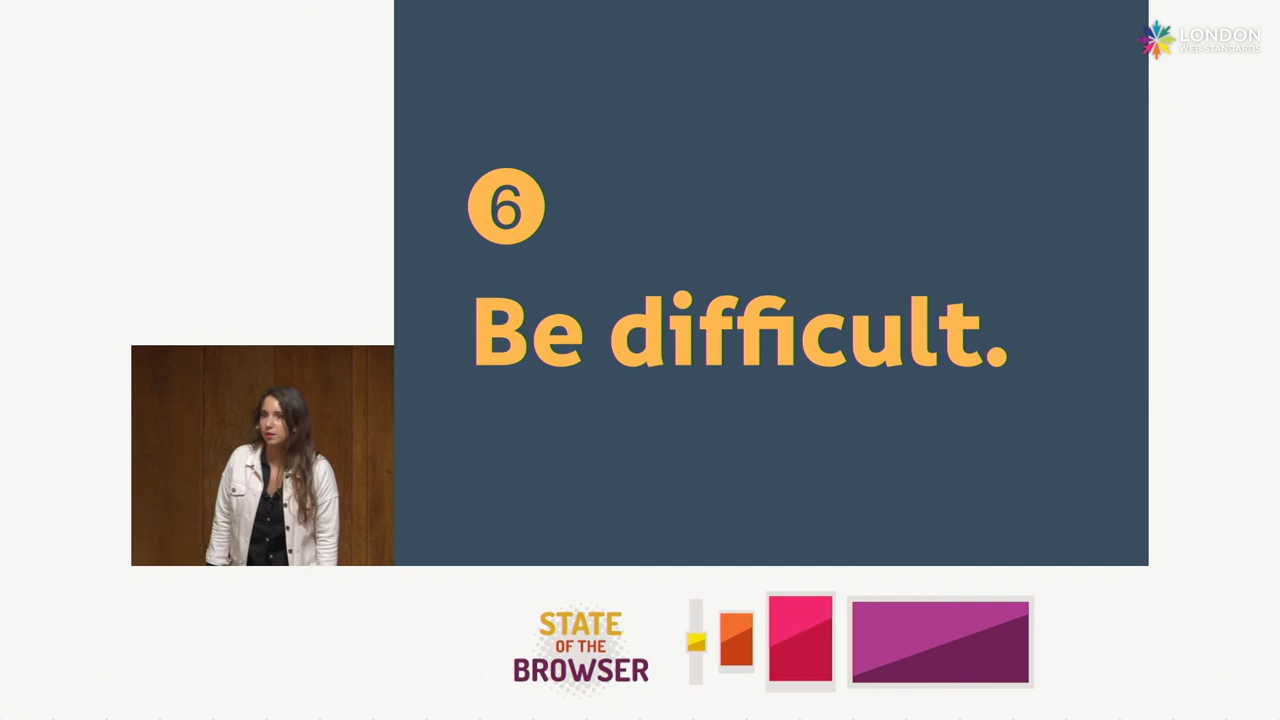 LONDON
WEB STANDARDS
6
Be difficult.
STATE
OF THE
BROWSER